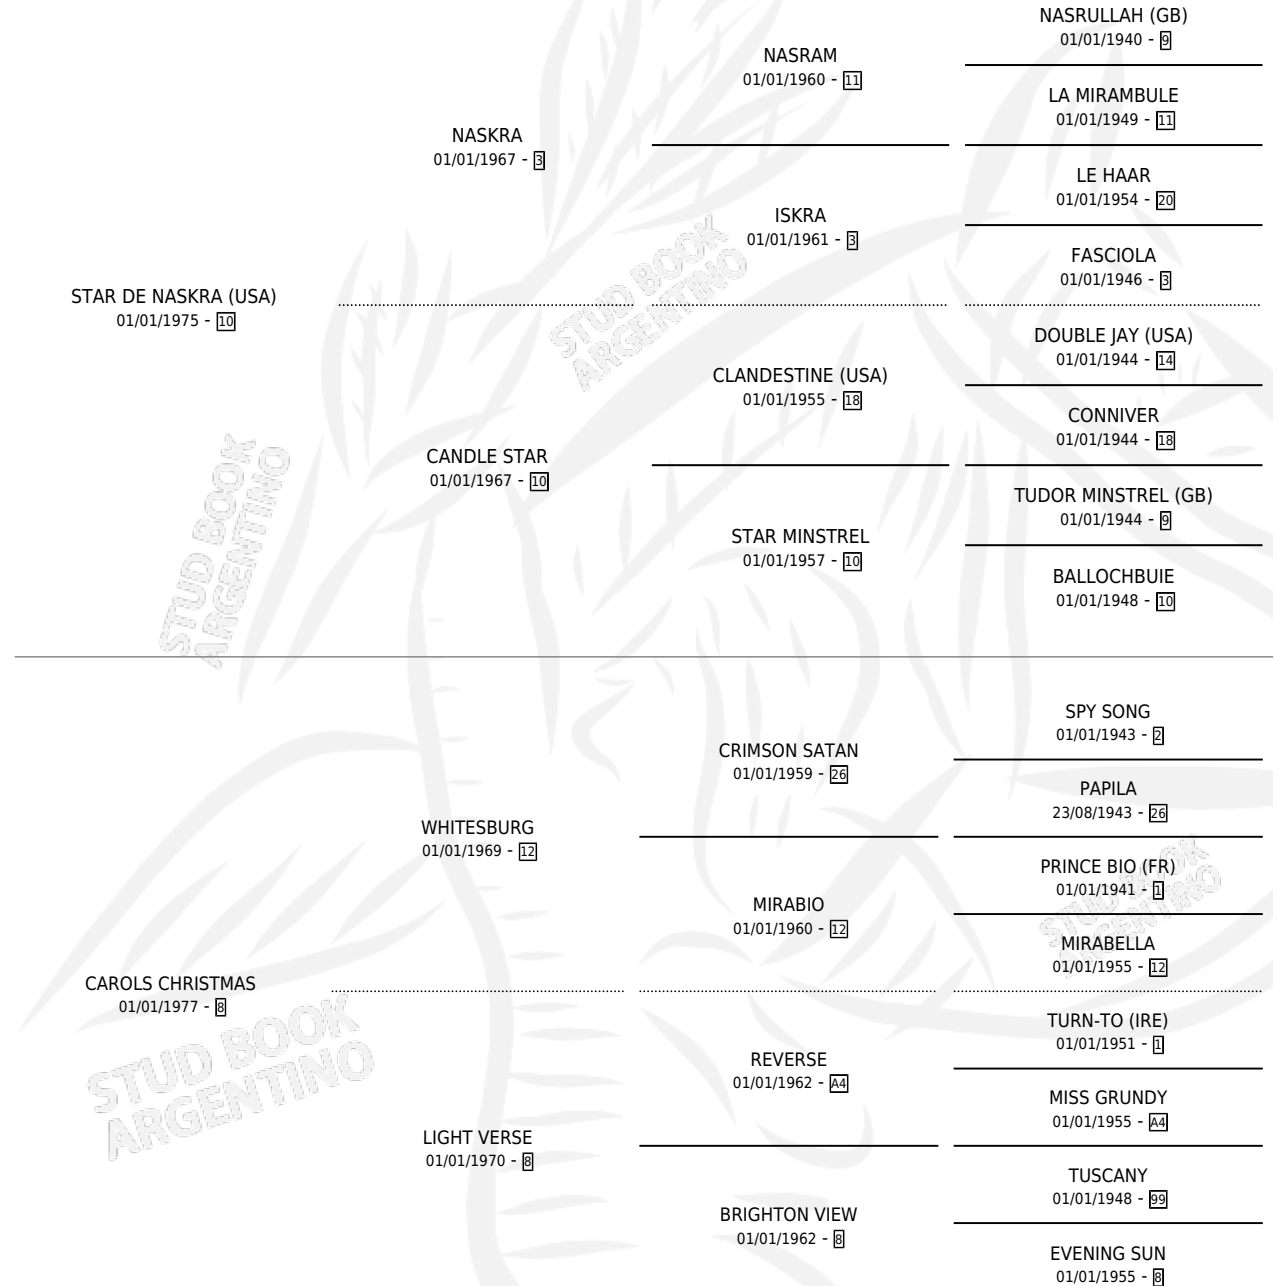 NASRULLAH (GB)
01/01/1940 - 9
NASRAM
01/01/1960 - 11
LA MIRAMBULE
01/01/1949 - 11
NASKRA
01/01/1967 - 3
LE HAAR
01/01/1954 - 20
ISKRA
01/01/1961 - 3
FASCIOLA
01/01/1946 - 3
STAR DE NASKRA (USA)
01/01/1975 - 10
STUD BOOK
ARGENTINO
DOUBLE JAY (USA)
01/01/1944 - 14
CLANDESTINE (USA)
01/01/1955 - 18
CONNIVER
01/01/1944 - 18
CANDLE STAR
01/01/1967 - 10
TUDOR MINSTREL (GB)
01/01/1944 - 9
STAR MINSTREL
01/01/1957 - 10
BALLOCHBUIE
01/01/1948 - 10
STUD BOOK
ARGENTINO
SPY SONG
01/01/1943 - 2
CRIMSON SATAN
01/01/1959 - 26
PAPILA
23/08/1943 - 26
WHITESBURG
01/01/1969 - 12
PRINCE BIO (FR)
01/01/1941 - 1
MIRABIO
01/01/1960 - 12
STUD BOOK
ARGENTINO
MIRABELLA
01/01/1955 - 12
CAROLS CHRISTMAS
01/01/1977 - 8
STUD BOOK
ARGENTINO
TURN-TO (IRE)
01/01/1951 - 1
REVERSE
01/01/1962 - A4
MISS GRUNDY
01/01/1955 - A4
LIGHT VERSE
01/01/1970 - 8
TUSCANY
01/01/1948 - 99
BRIGHTON VIEW
01/01/1962 - 8
EVENING SUN
01/01/1955 - 8